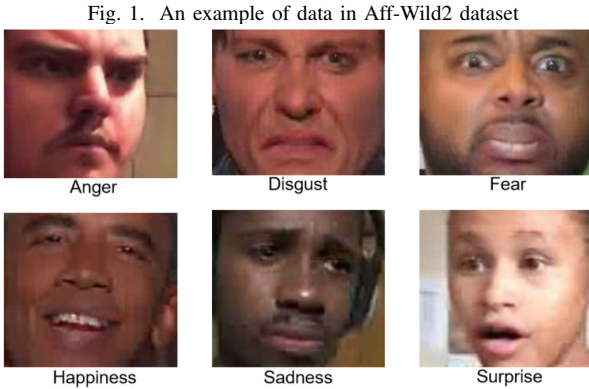 Fig. 1. An example of data in Aff-Wild2 dataset
Anger
Disgust
Fear
Happiness
Sadness
Surprise